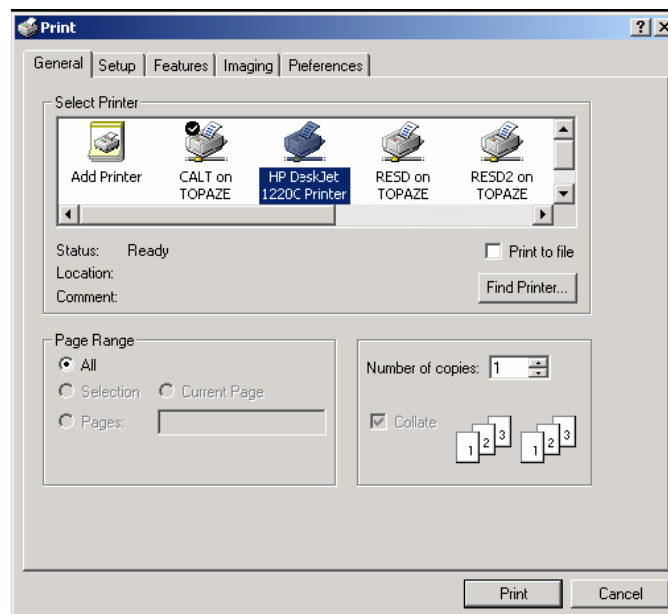 Print
General Setup Features Imaging Preferences
Select Printer
Add Printer CALT on HP DeskJet RESD on RESD2 on
TOPAZE 1220C Printer TOPAZE TOPAZE
Status: Ready Print to file
Location:
Comment: Find Printer...
Page Range
All Number of copies: 1
Selection Current Page
Pages: Collate
1 2 3 1 2 3
Print Cancel